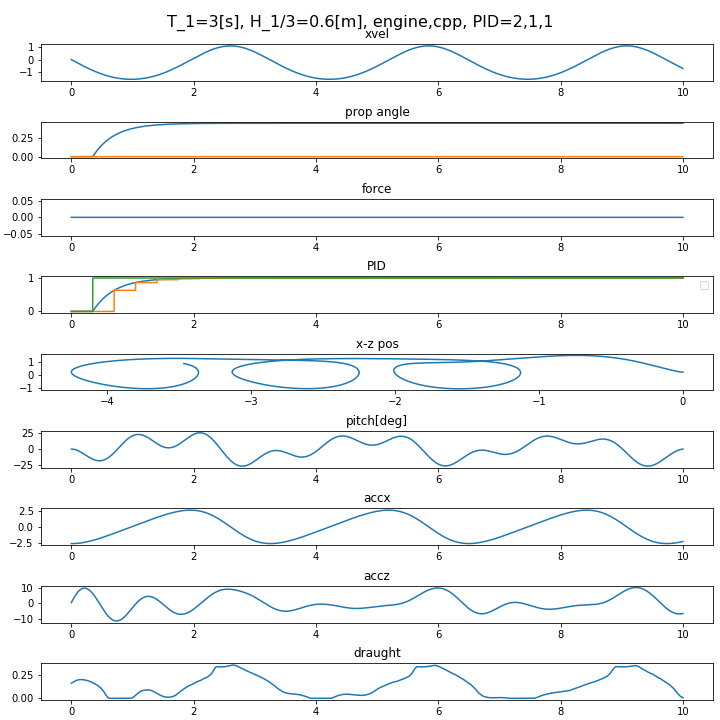 T_1=3[s], H_1/3=0.6[m], engine,cpp, PID=2,1,1
xvel
1
0
−1
0 2 4 6 8 10
prop angle
0.25
0.00
0 2 4 6 8 10
force
0.05
0.00
−0.05
0 2 4 6 8 10
PID
1
0
0 2 4 6 8 10
x-z pos
1
0
−1
−4 −3 −2 −1 0
pitch[deg]
25
0
−25
0 2 4 6 8 10
accx
2.5
0.0
−2.5
0 2 4 6 8 10
accz
10
0
−10
0 2 4 6 8 10
draught
0.25
0.00
0 2 4 6 8 10